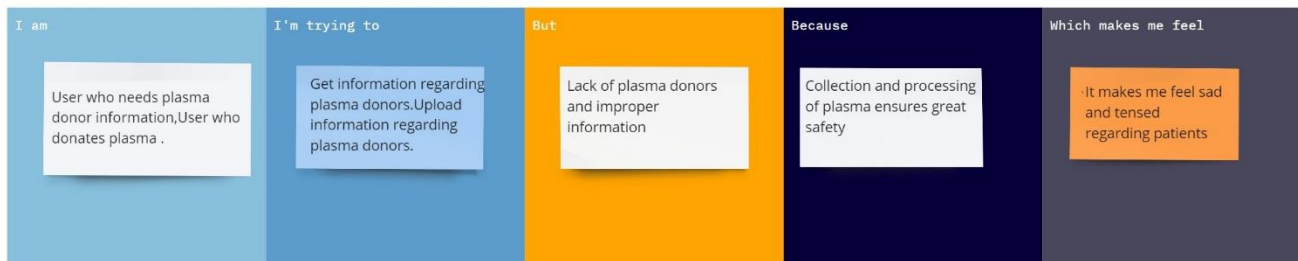 I am
User who needs plasma
donor information,User who
donates plasma .
I'm trying to
Get information regarding
plasma donors.Upload
information regarding
plasma donors.
But
Lack of plasma donors
and improper
information
Because
Collection and processing
of plasma ensures great
safety
Which makes me feel
It makes me feel sad
and tensed
regarding patients